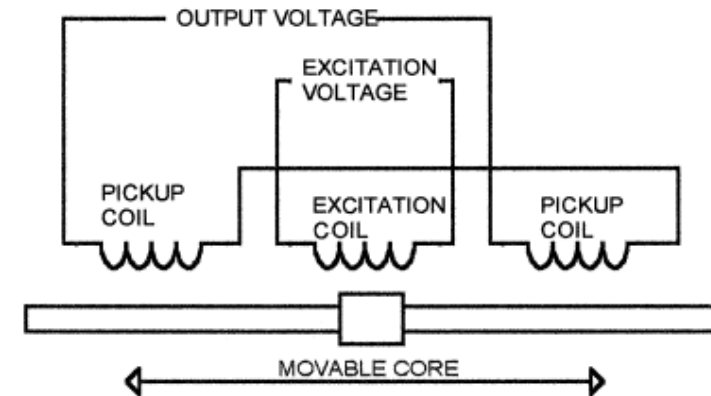 OUTPUT VOLTAGE
EXCITATION
VOLTAGE
PICKUP
COIL
EXCITATION
COIL
PICKUP
COIL
MOVABLE CORE